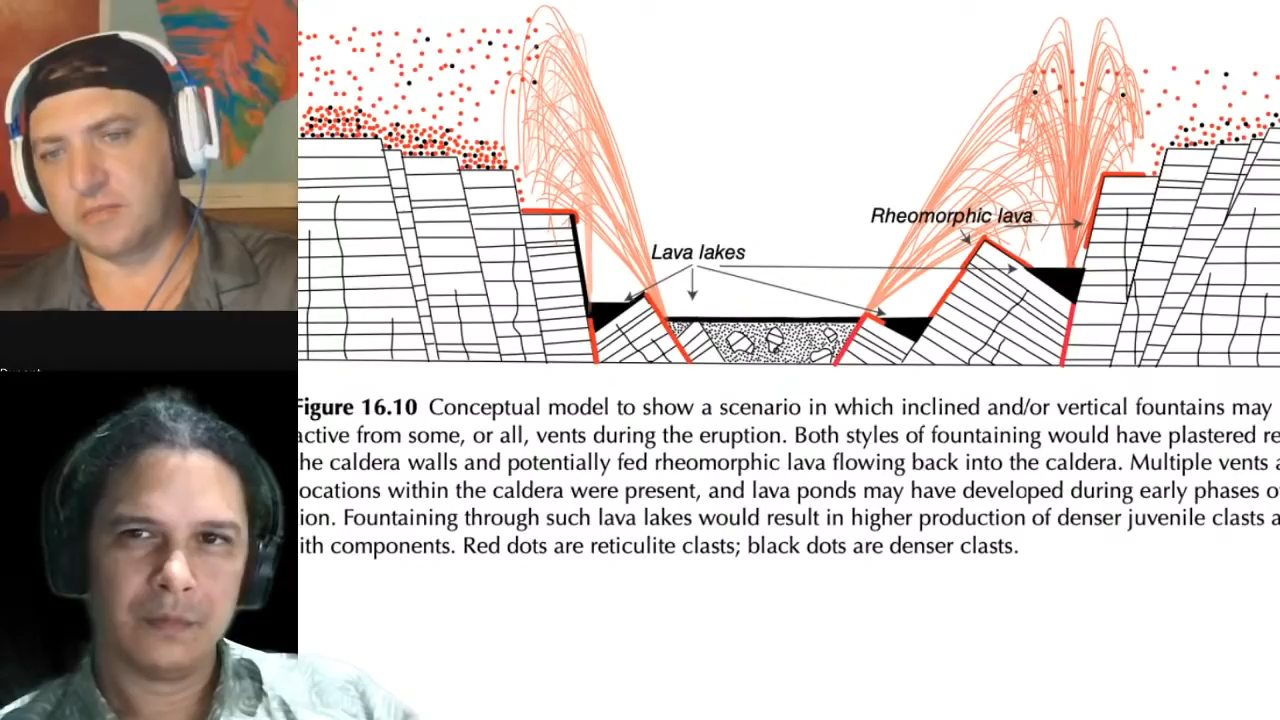 Rheomorphic lava
Lava lakes
Figure 16.10 Conceptual model to show a scenario in which inclined and/or vertical fountains may
active from some, or all, vents during the eruption. Both styles of fountaining would have plastered re
he caldera walls and potentially fed rheomorphic lava flowing back into the caldera. Multiple vents a
ocations within the caldera were present, and lava ponds may have developed during early phases o
ion. Fountaining through such lava lakes would result in higher production of denser juvenile clasts a
ith components. Red dots are reticulite clasts; black dots are denser clasts.